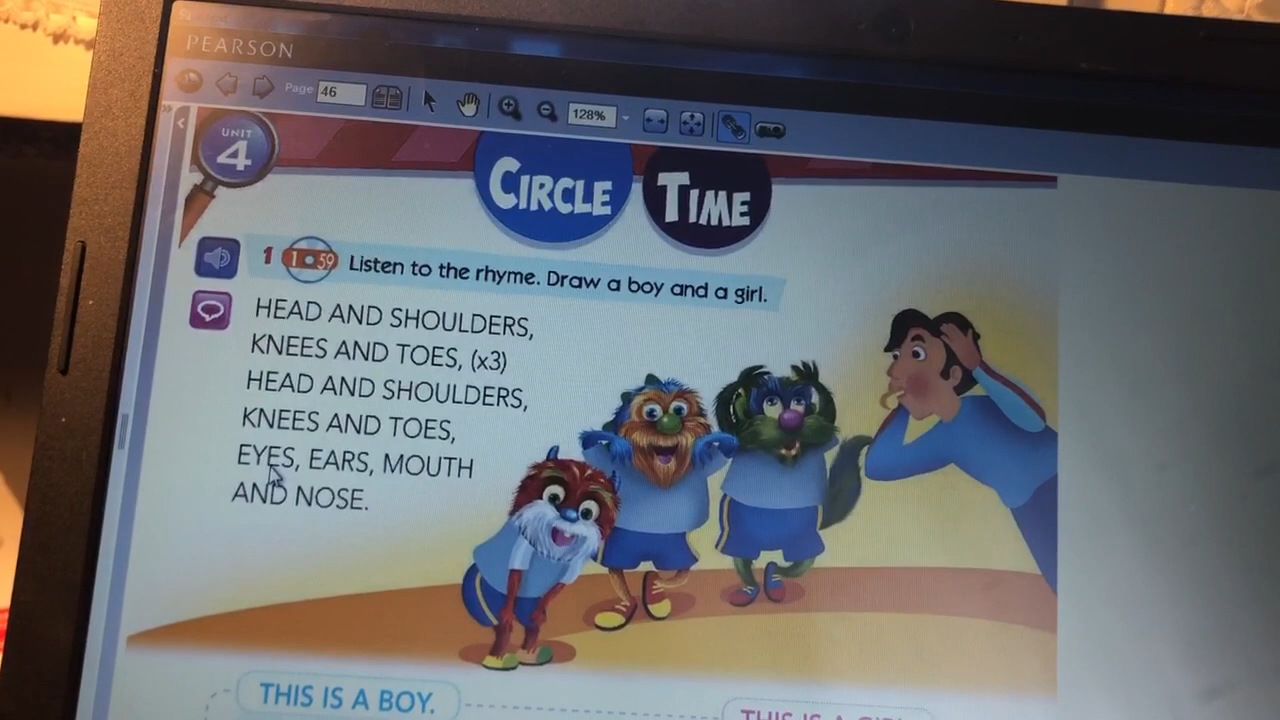 PEARSON
Page 46
128%
UNIT
4
CIRCLE TIME
1 1•59 Listen to the rhyme. Draw a boy and a girl.
HEAD AND SHOULDERS,
KNEES AND TOES, (x3)
HEAD AND SHOULDERS,
KNEES AND TOES,
EYES, EARS, MOUTH
AND NOSE.
THIS IS A BOY.
THIS IS A